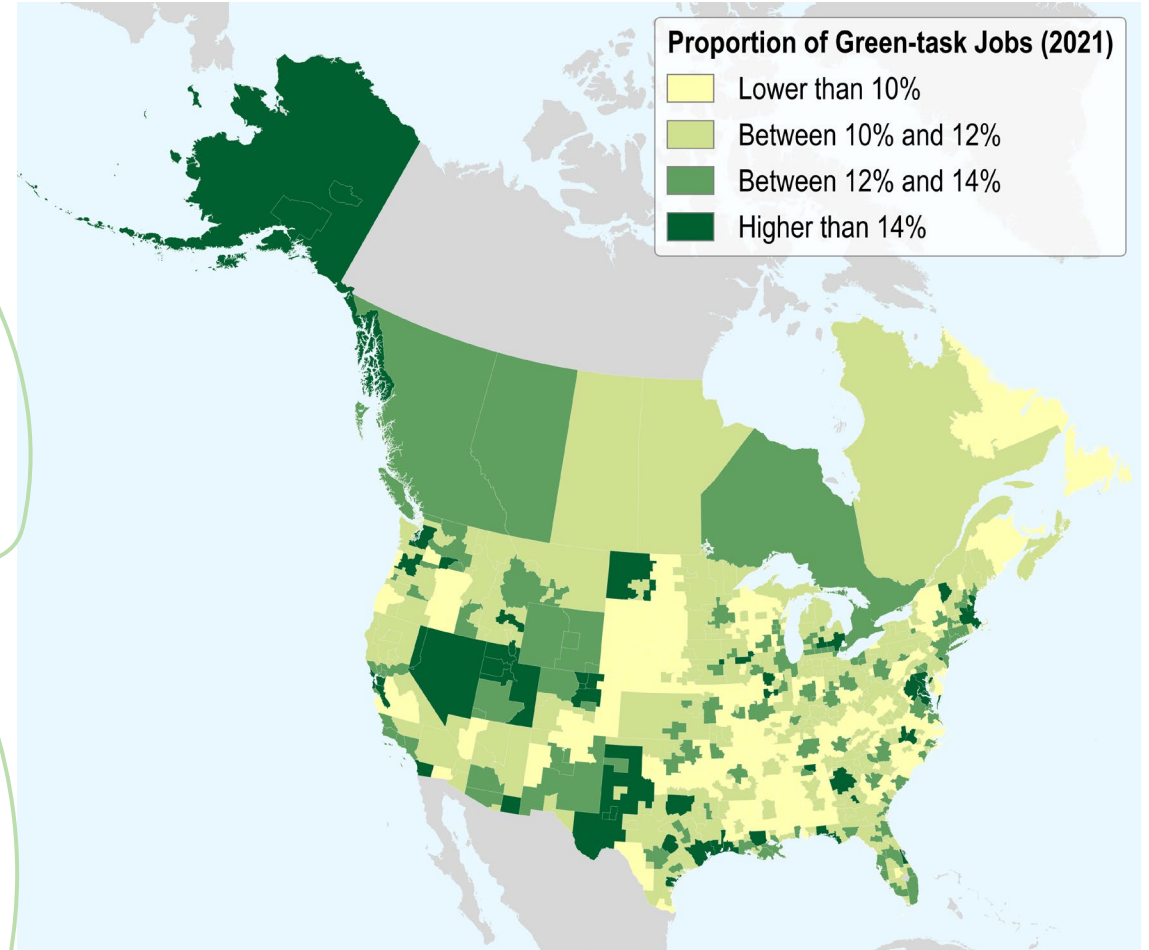 Proportion of Green-task Jobs (2021)
Lower than 10%
Between 10% and 12%
Between 12% and 14%
Higher than 14%